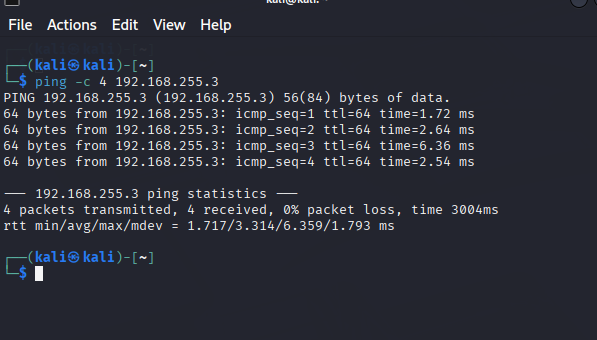 File Actions Edit View Help
┌──(kali㉿kali)-[~]
└─$ ping -c 4 192.168.255.3
PING 192.168.255.3 (192.168.255.3) 56(84) bytes of data.
64 bytes from 192.168.255.3: icmp_seq=1 ttl=64 time=1.72 ms
64 bytes from 192.168.255.3: icmp_seq=2 ttl=64 time=2.64 ms
64 bytes from 192.168.255.3: icmp_seq=3 ttl=64 time=6.36 ms
64 bytes from 192.168.255.3: icmp_seq=4 ttl=64 time=2.54 ms
--- 192.168.255.3 ping statistics ---
4 packets transmitted, 4 received, 0% packet loss, time 3004ms
rtt min/avg/max/mdev = 1.717/3.314/6.359/1.793 ms
┌──(kali㉿kali)-[~]
└─$